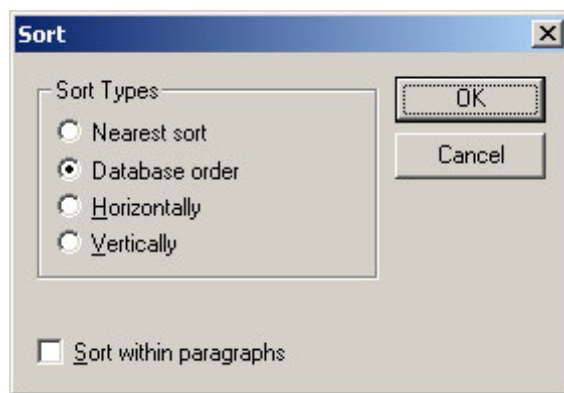 Sort
Sort Types
Nearest sort
Database order
Horizontally
Vertically
OK
Cancel
Sort within paragraphs